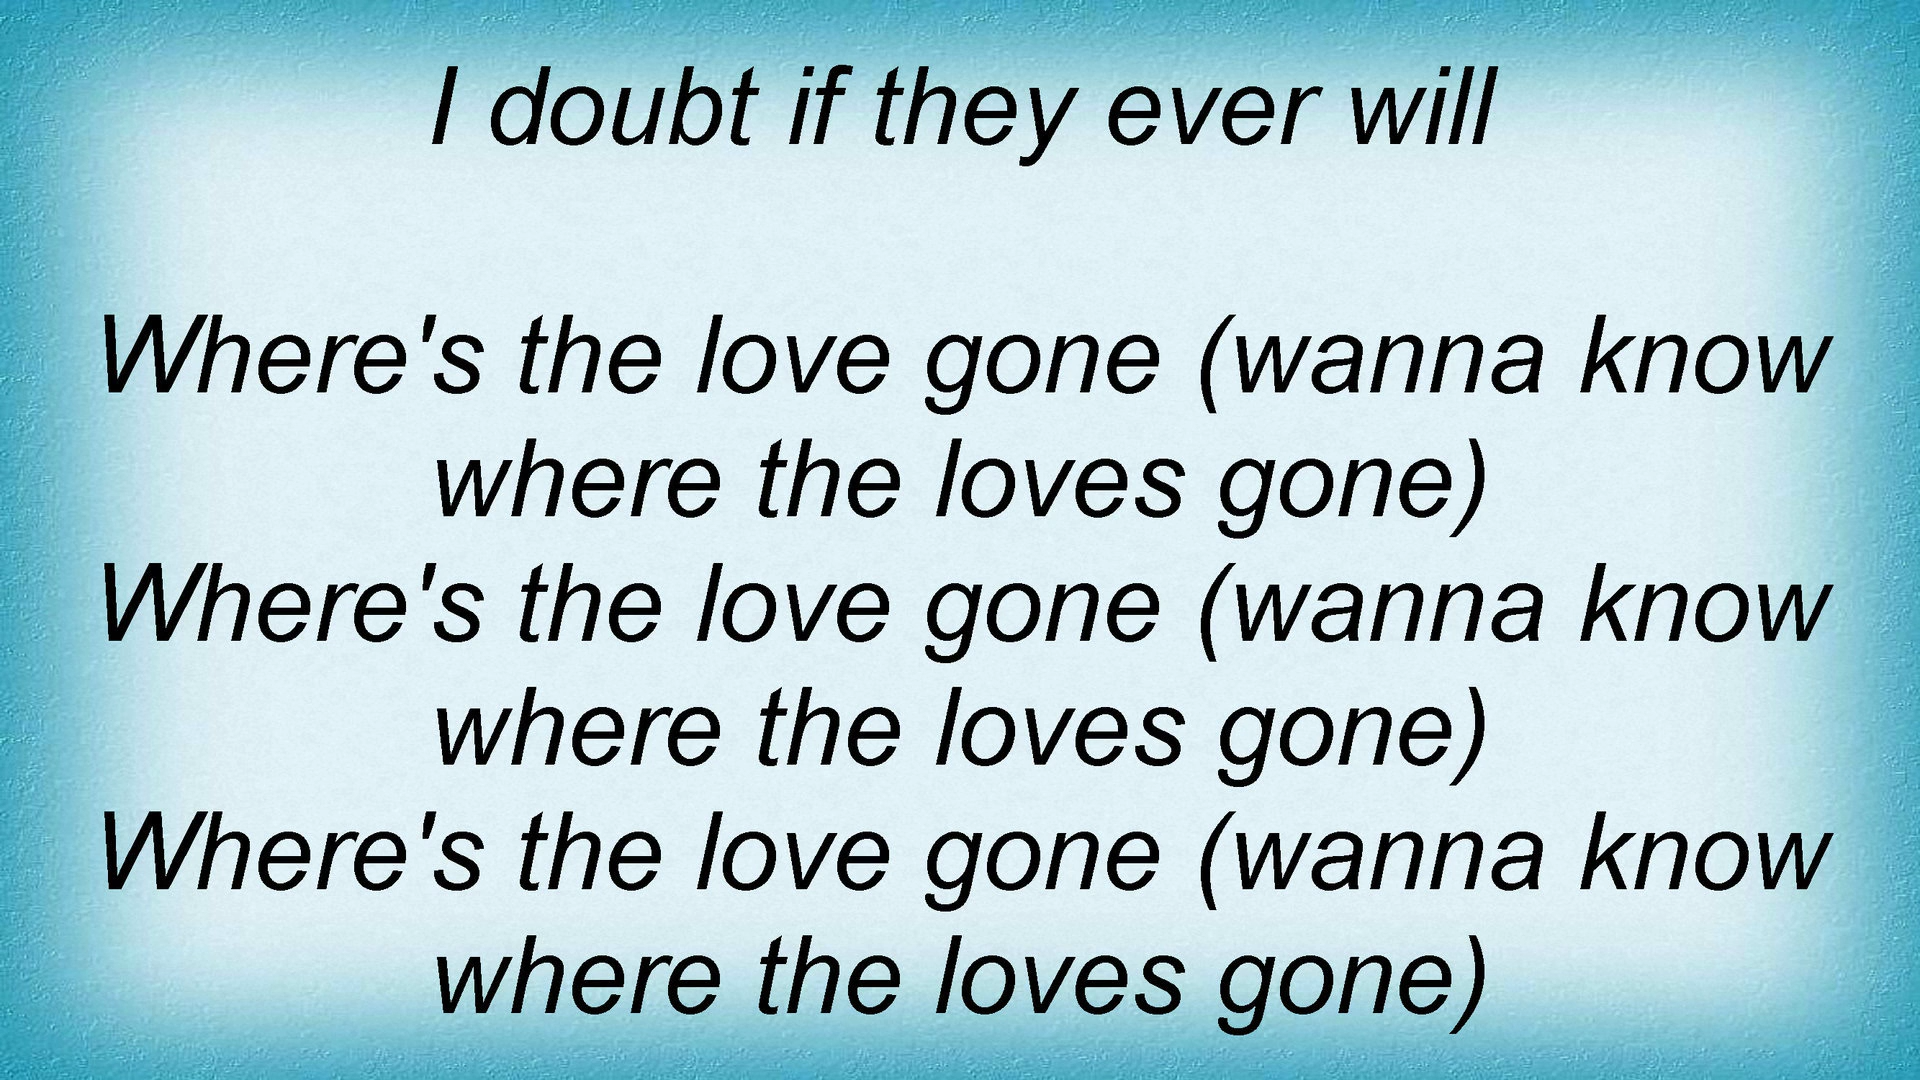 I doubt if they ever will
Where's the love gone (wanna know
where the loves gone)
Where's the love gone (wanna know
where the loves gone)
Where's the love gone (wanna know
where the loves gone)